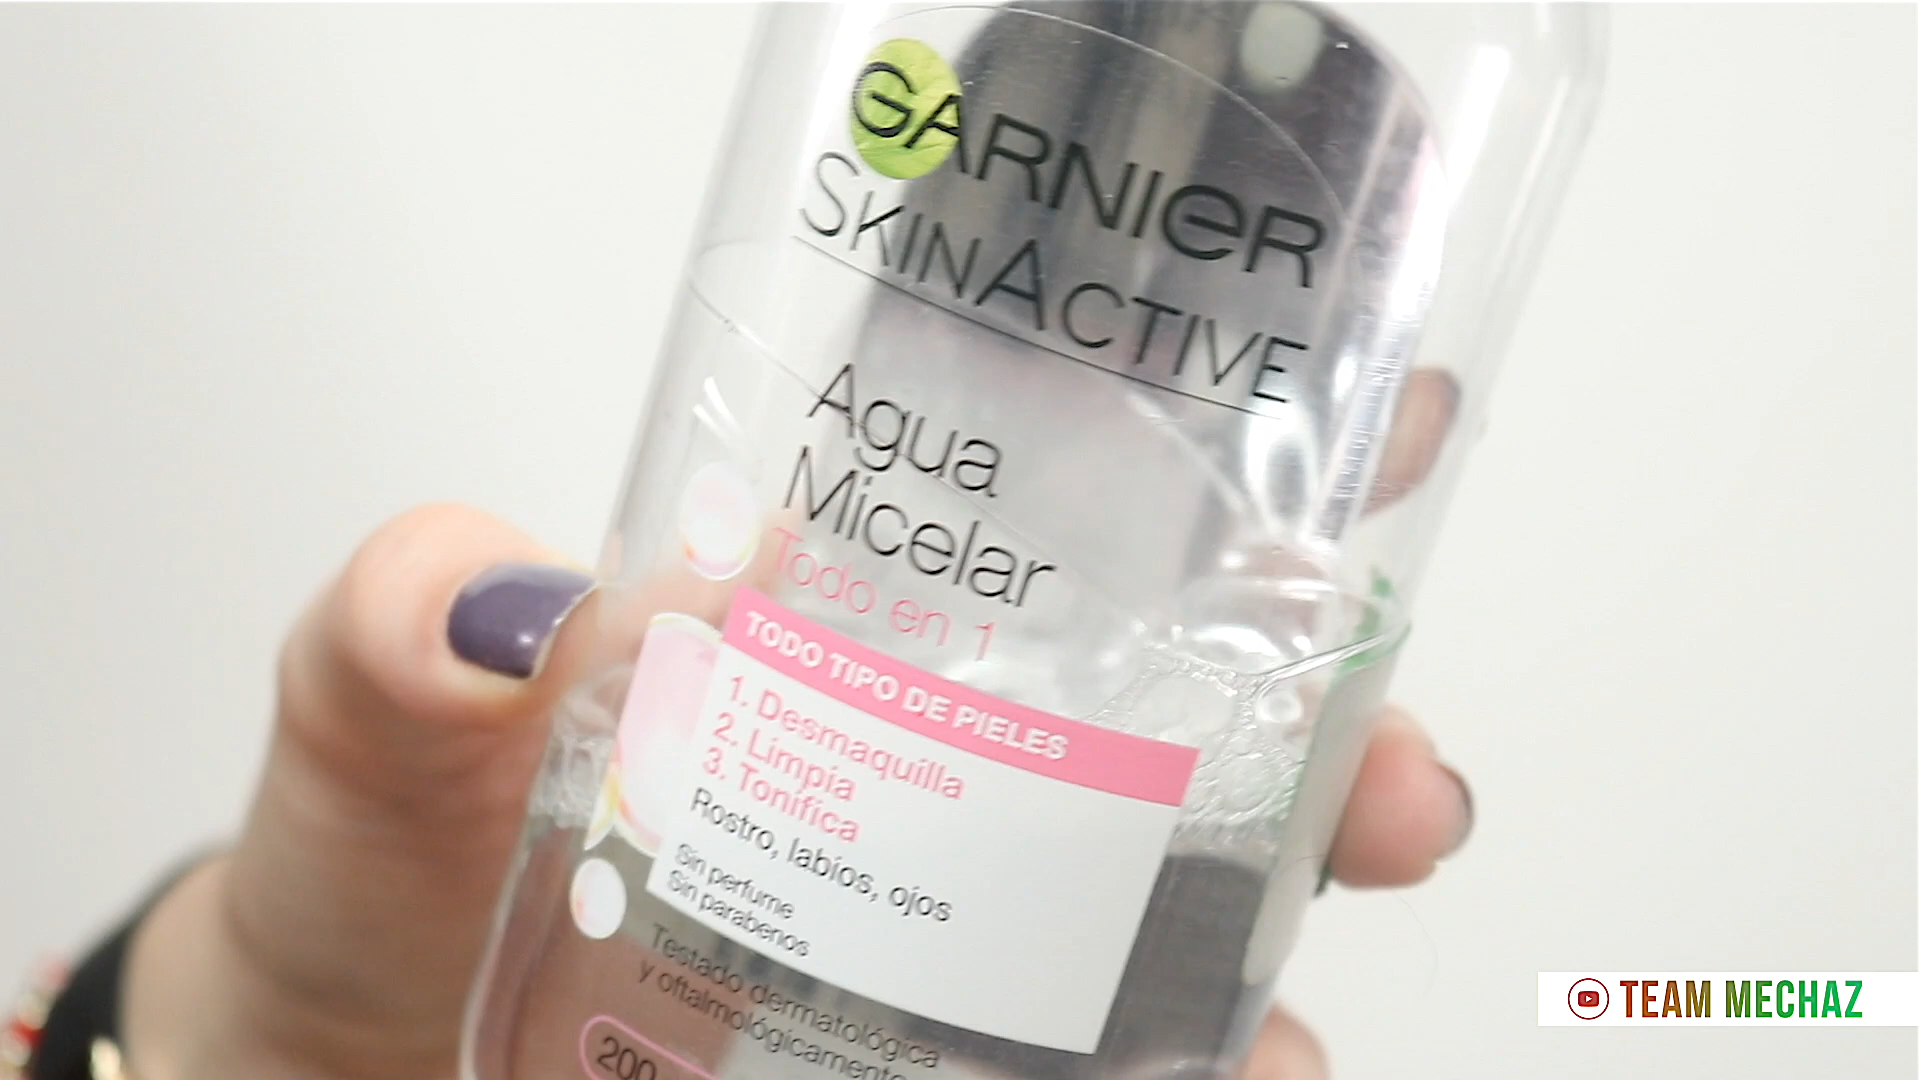 GARNIER
SKINACTIVE
Agua
Micelar
Todo en 1
TODO TIPO DE PIELES
1. Desmaquilla
2. Limpia
3. Tonifica
Rostro, labios, ojos
Sin perfume
Sin parabenos
Testado dermatológica
y oftalmológicamente
200
TEAM MECHAZ